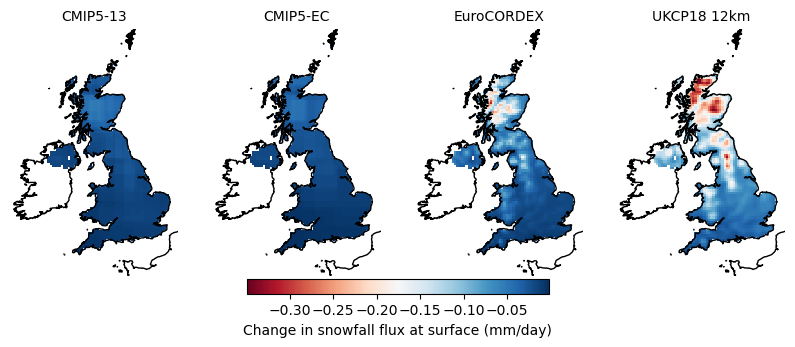 CMIP5-13 CMIP5-EC EuroCORDEX UKCP18 12km
−0.30 −0.25 −0.20 −0.15 −0.10 −0.05
Change in snowfall flux at surface (mm/day)